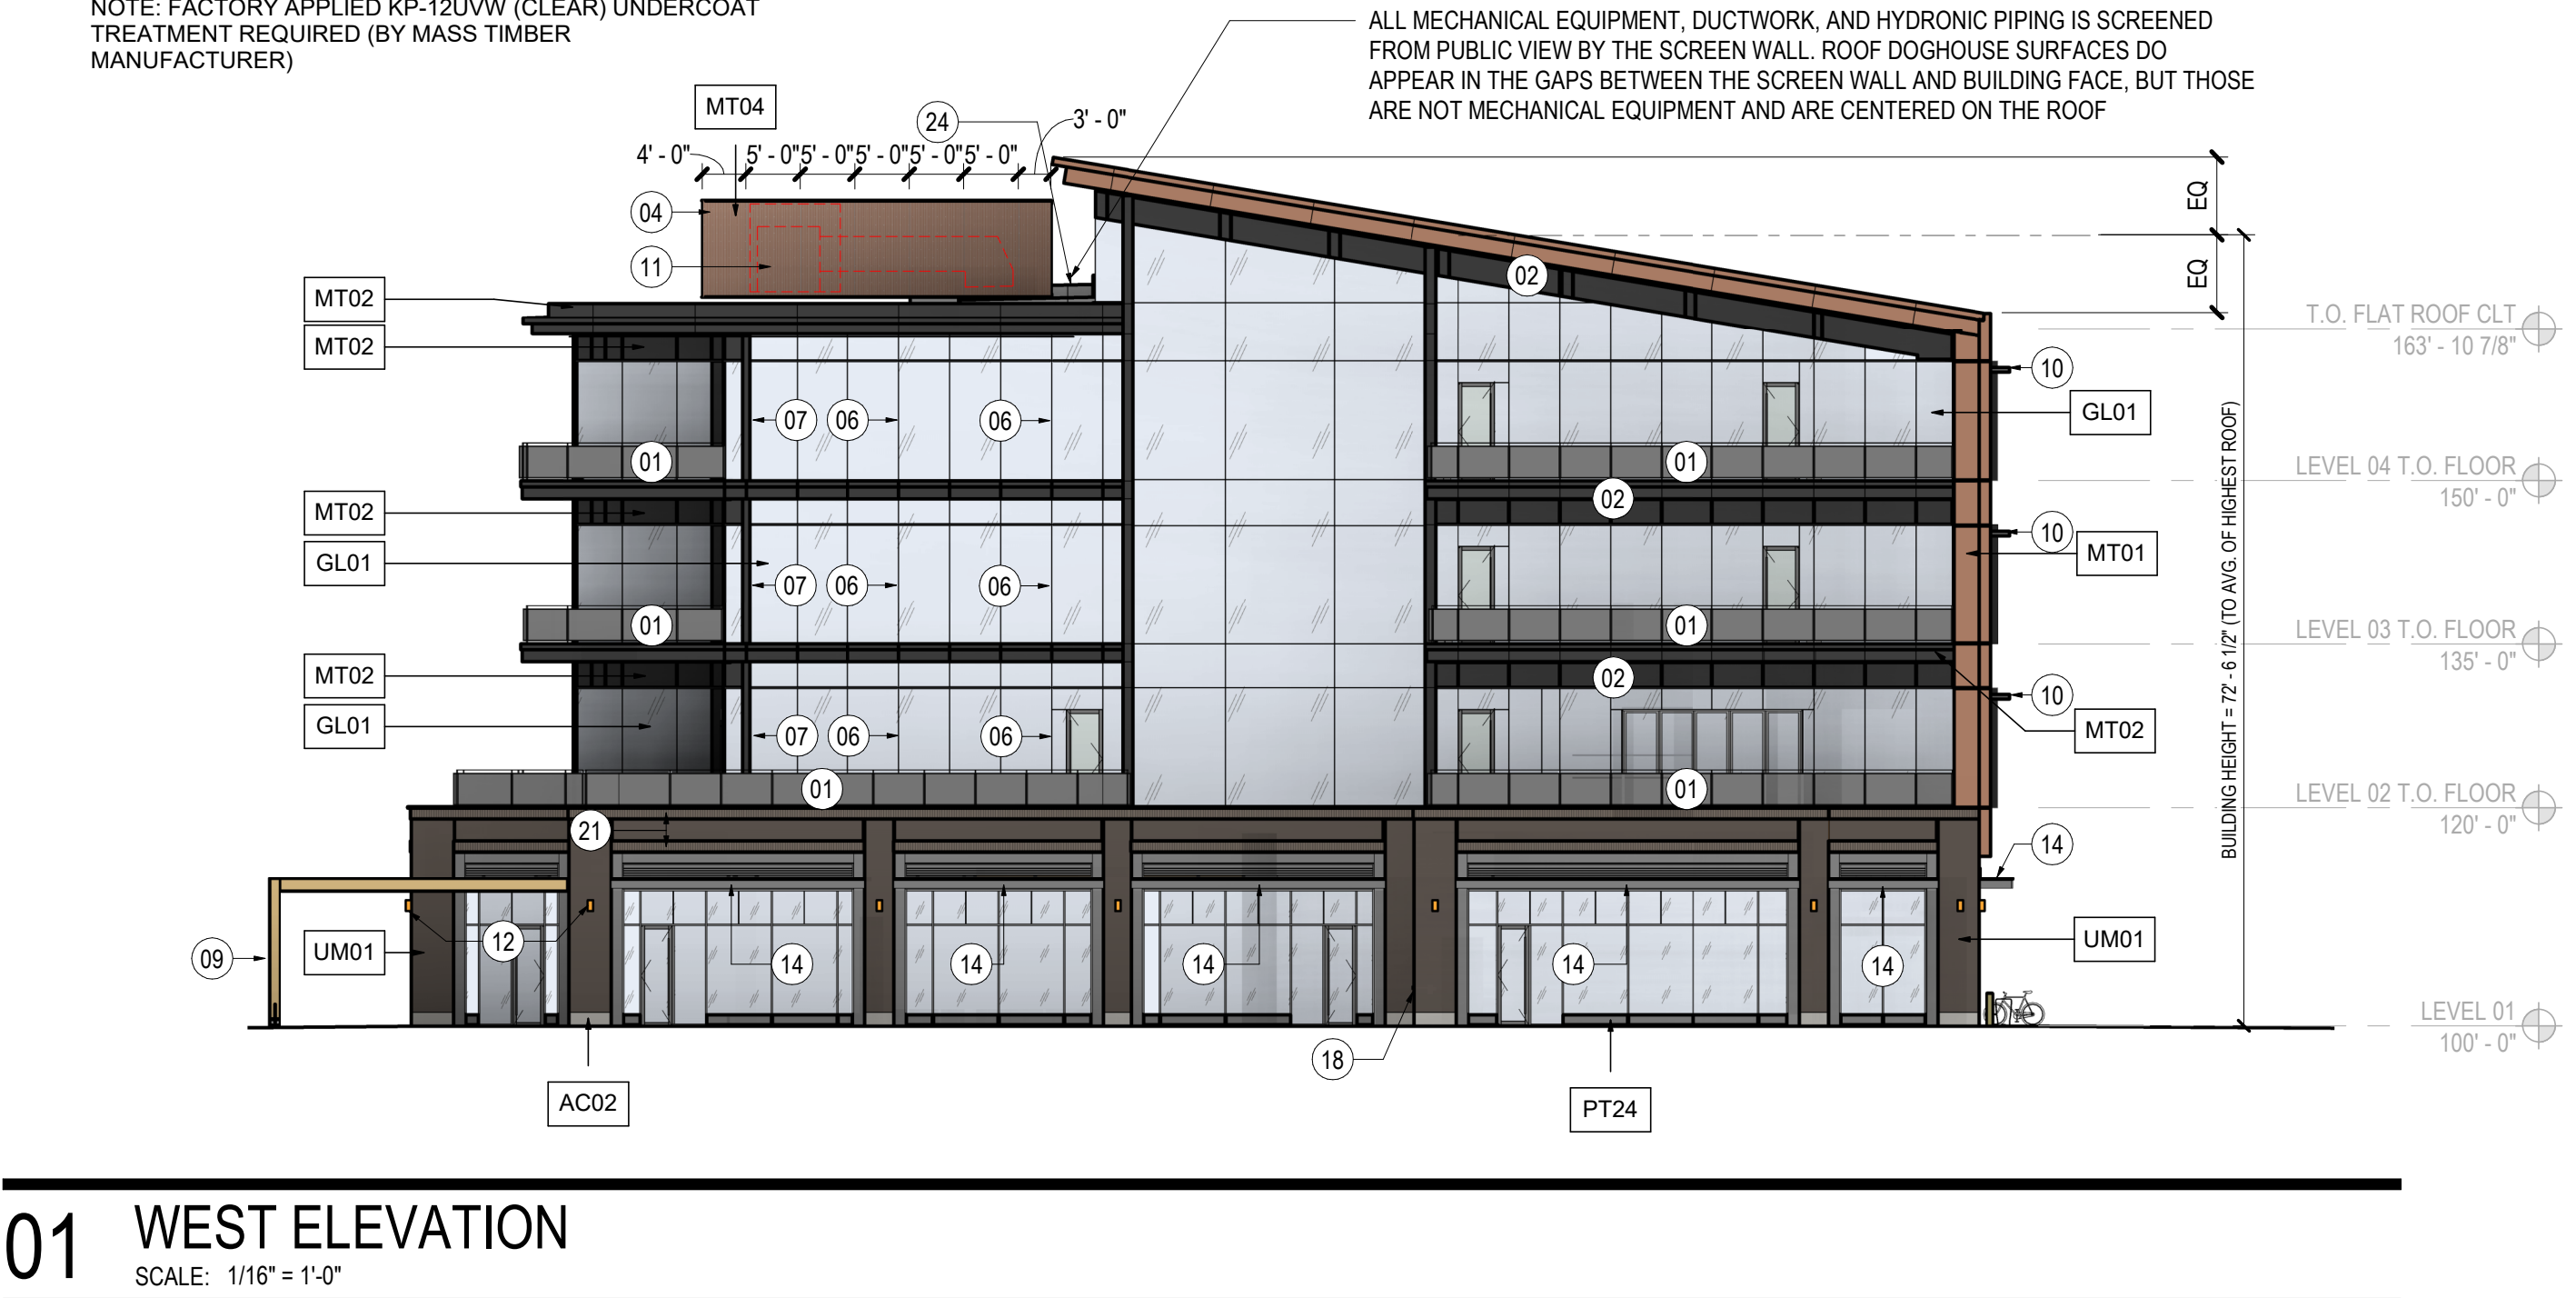 NOTE: FACTORY APPLIED KP-12UVW (CLEAR) UNDERCOAT
TREATMENT REQUIRED (BY MASS TIMBER
MANUFACTURER)
ALL MECHANICAL EQUIPMENT, DUCTWORK, AND HYDRONIC PIPING IS SCREENED
FROM PUBLIC VIEW BY THE SCREEN WALL. ROOF DOGHOUSE SURFACES DO
APPEAR IN THE GAPS BETWEEN THE SCREEN WALL AND BUILDING FACE, BUT THOSE
ARE NOT MECHANICAL EQUIPMENT AND ARE CENTERED ON THE ROOF
MT04
24
3' - 0"
4' - 0"
5' - 0"
5' - 0"
5' - 0"
5' - 0"
5' - 0"
04
11
EQ
EQ
02
MT02
T.O. FLAT ROOF CLT
163' - 10 7/8"
MT02
10
GL01
07
06
06
01
01
LEVEL 04 T.O. FLOOR
150' - 0"
02
MT02
10
MT01
GL01
07
06
06
01
01
LEVEL 03 T.O. FLOOR
135' - 0"
BUILDING HEIGHT = 72' - 6 1/2" (TO AVG. OF HIGHEST ROOF)
MT02
02
10
GL01
07
06
06
MT02
01
01
LEVEL 02 T.O. FLOOR
120' - 0"
21
14
09
UM01
12
14
14
14
14
14
UM01
LEVEL 01
100' - 0"
18
AC02
PT24
01
WEST ELEVATION
SCALE: 1/16" = 1'-0"